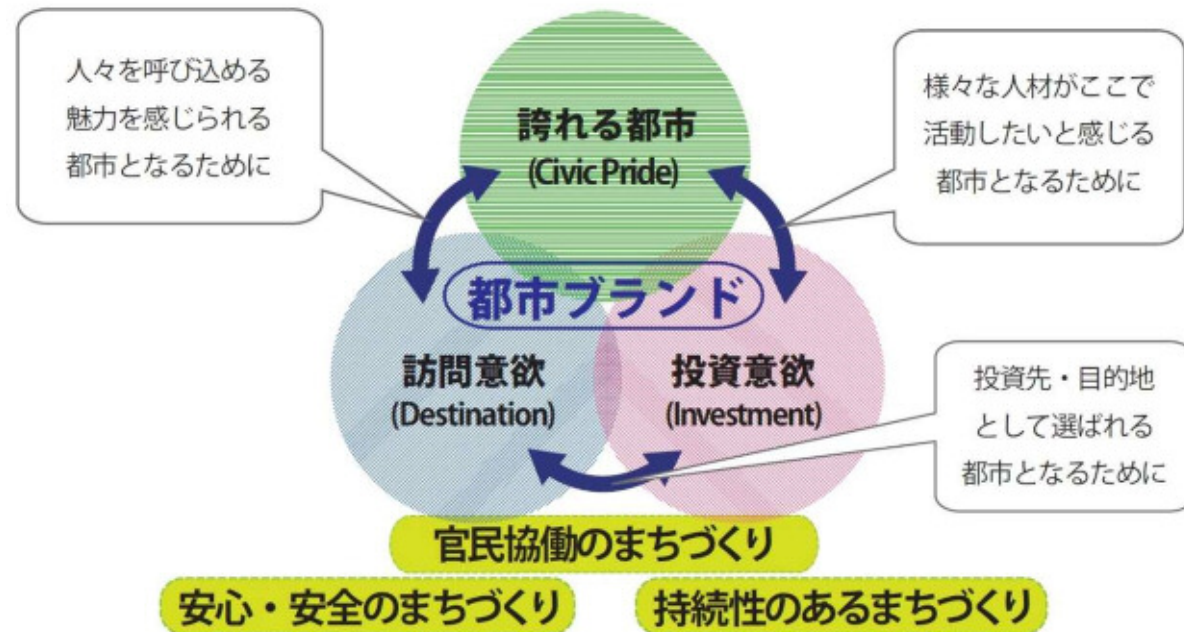 人々を呼び込める
魅力を感じられる
都市となるために
誇れる都市
(Civic Pride)
様々な人材がここで
活動したいと感じる
都市となるために
都市ブランド
訪問意欲
(Destination)
投資意欲
(Investment)
投資先・目的地
として選ばれる
都市となるために
官民協働のまちづくり
安心・安全のまちづくり
持続性のあるまちづくり